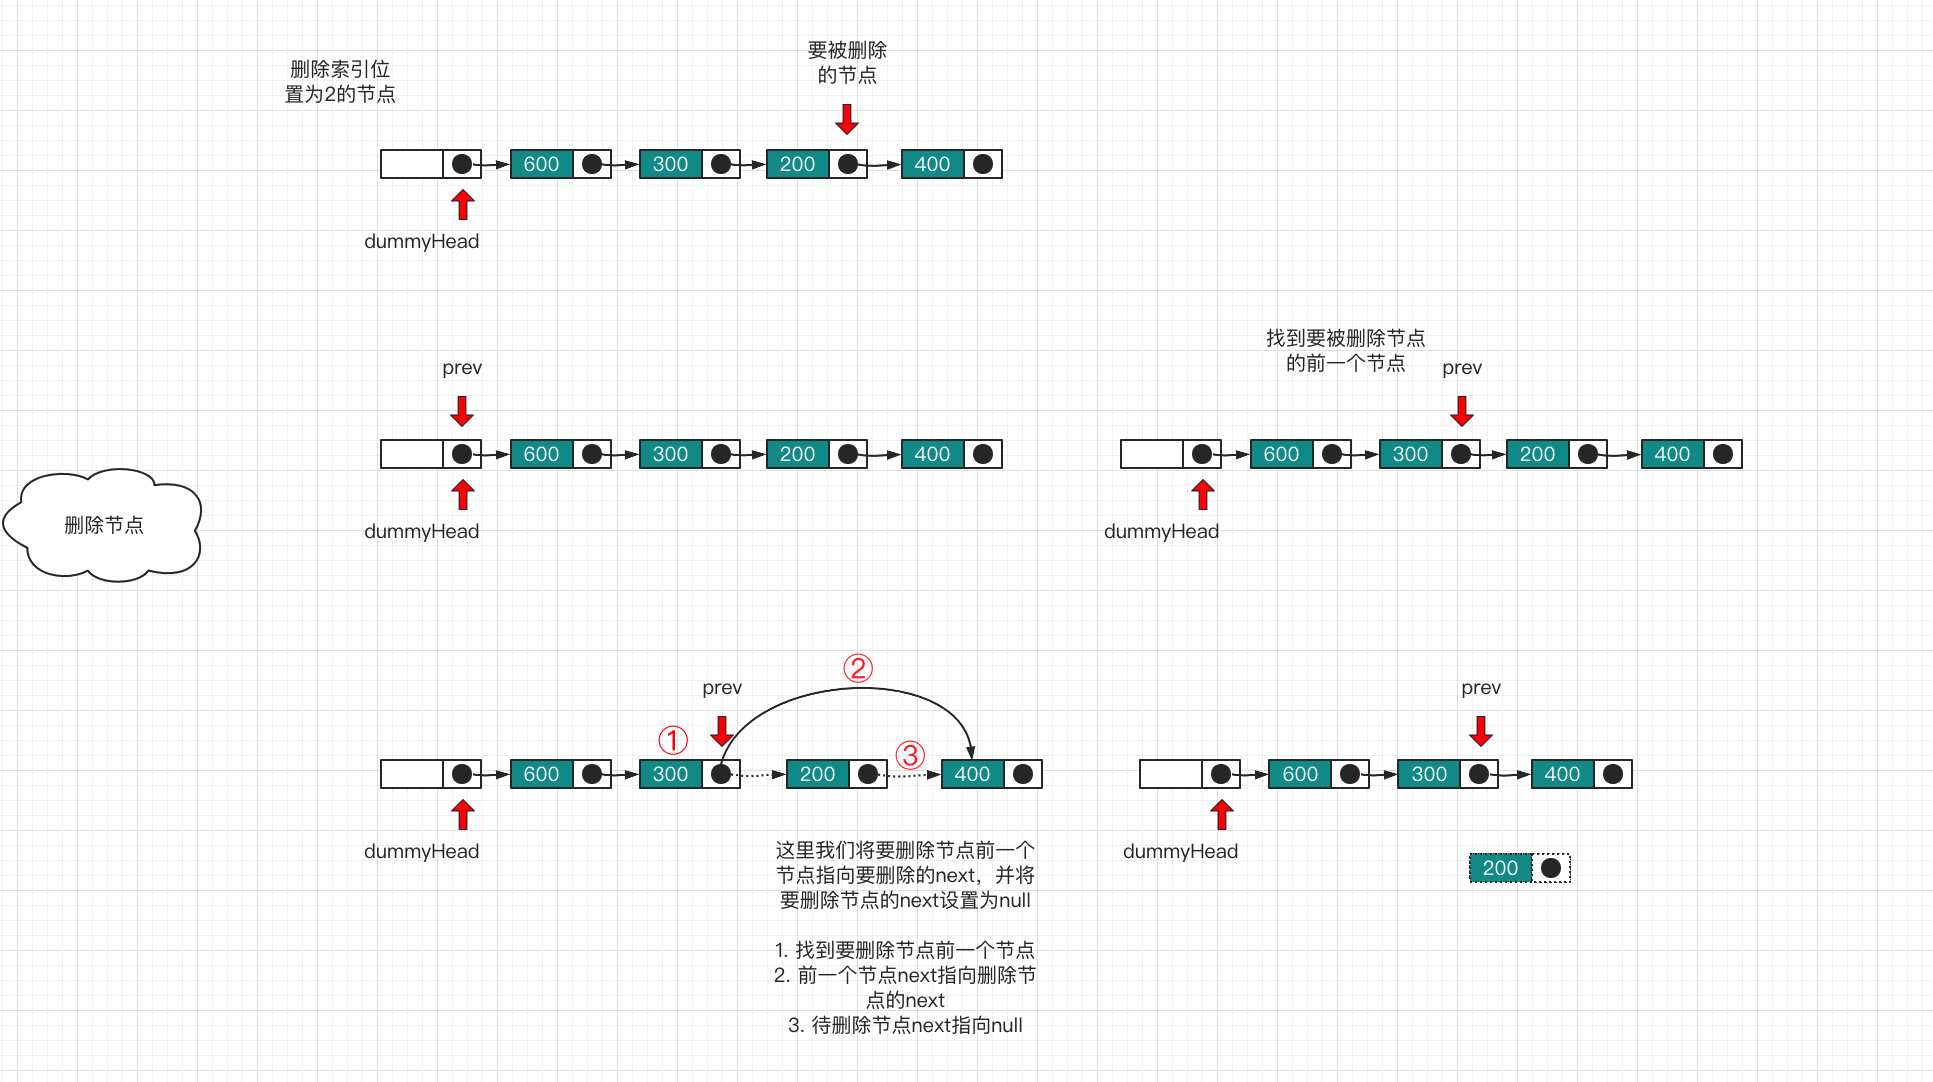 删除索引位
置为2的节点
要被删除
的节点
600
300
200
400
dummyHead
删除节点
prev
600
300
200
400
dummyHead
找到要被删除节点
的前一个节点
prev
600
300
200
400
dummyHead
prev
①
②
③
600
300
200
400
dummyHead
这里我们将要删除节点前一个
节点指向要删除的next，并将
要删除节点的next设置为null
1. 找到要删除节点前一个节点
2. 前一个节点next指向删除节
点的next
3. 待删除节点next指向null
prev
600
300
400
dummyHead
200